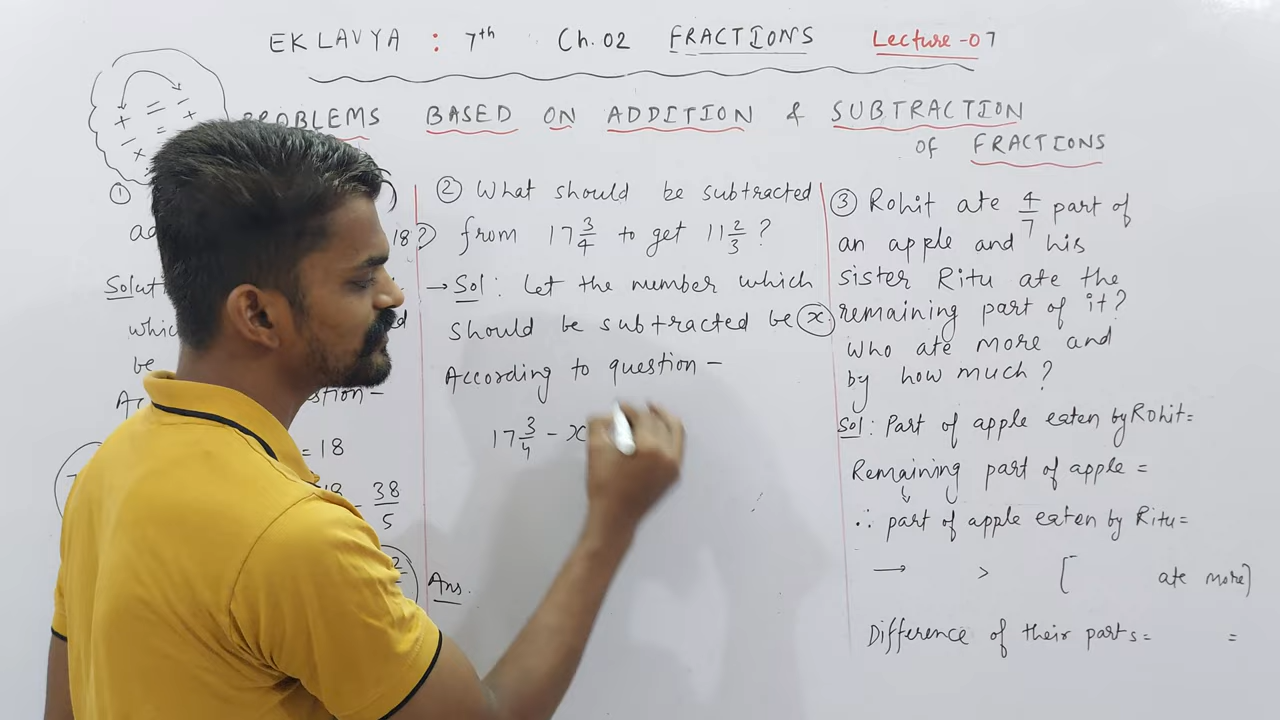 EKLAVYA : 7th Ch. 02 FRACTIONS Lecture-07
PROBLEMS BASED ON ADDITION & SUBTRACTION
OF FRACTIONS
①
ad 18?
Solut
whic
be
Ac stion-
= 18
38/5
② What should be subtracted
from 17 3/4 to get 11 2/3 ?
→ Sol : Let the number which
should be subtracted be x
According to question -
17 3/4 - x
Ans.
③ Rohit ate 4/7 part of
an apple and his
sister Ritu ate the
remaining part of it?
Who ate more and
by how much?
Sol : Part of apple eaten by Rohit=
Remaining part of apple =
∴ part of apple eaten by Ritu=
→ > [ ate more]
Difference of their parts= =